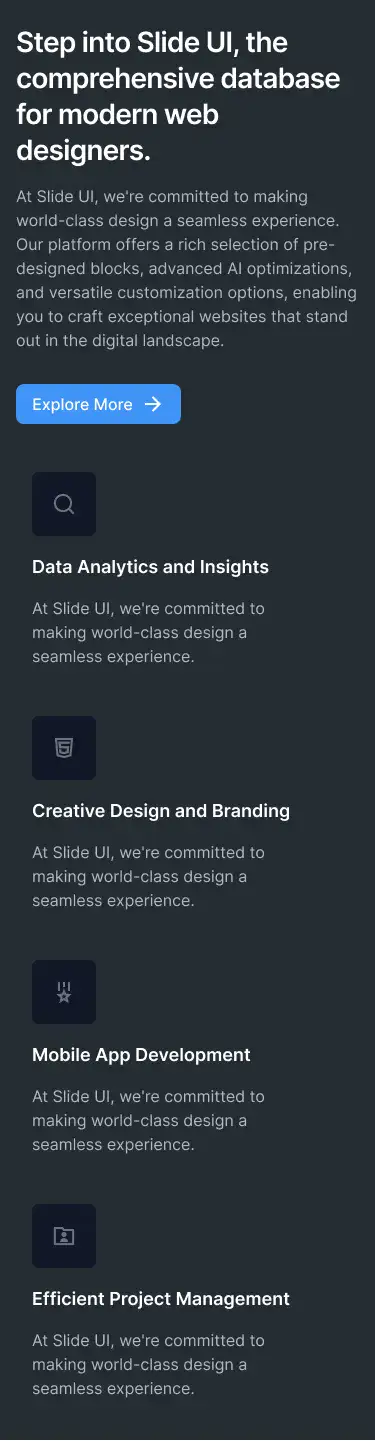 Step into Slide UI, the
comprehensive database
for modern web
designers.
At Slide UI, we're committed to making
world-class design a seamless experience.
Our platform offers a rich selection of pre-
designed blocks, advanced AI optimizations,
and versatile customization options, enabling
you to craft exceptional websites that stand
out in the digital landscape.
Explore More
Data Analytics and Insights
At Slide UI, we're committed to
making world-class design a
seamless experience.
Creative Design and Branding
At Slide UI, we're committed to
making world-class design a
seamless experience.
Mobile App Development
At Slide UI, we're committed to
making world-class design a
seamless experience.
Efficient Project Management
At Slide UI, we're committed to
making world-class design a
seamless experience.